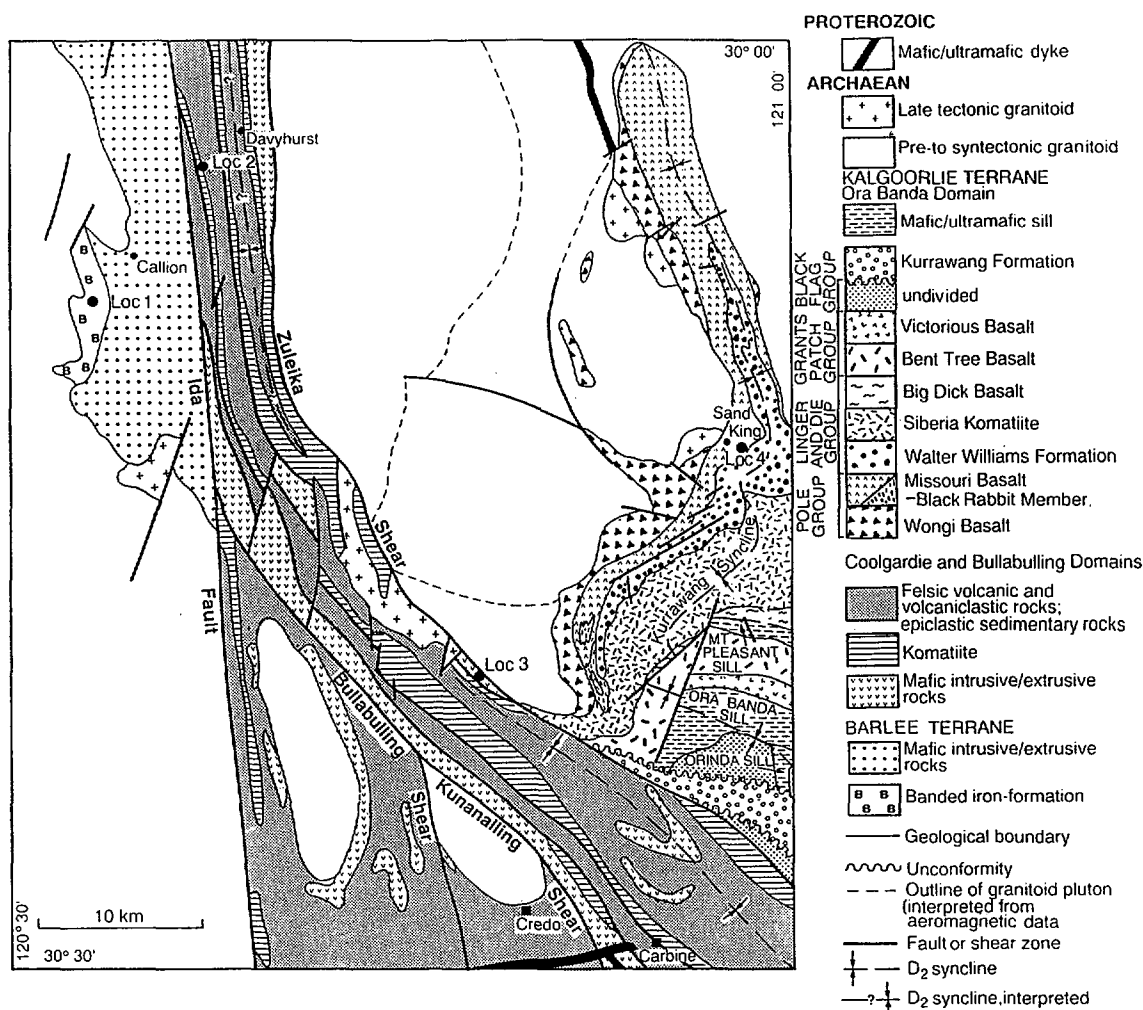 30° 00'
121 00'
Davyhurst
Loc 2
?
?
Callion
B
Loc 1
B
B
B
B
Ida
Zuleika
Sand
King
Loc 4
Shear
Fault
Kurrawang Syncline
MT
PLEASANT
SILL
Loc 3
ORA BANDA
SILL
ORINDA SILL
Bullabulling
Kunanalling
Shear
Shear
Credo
Carbine
10 km
120° 30'
30° 30'
PROTEROZOIC
Mafic/ultramafic dyke
ARCHAEAN
Late tectonic granitoid
Pre-to syntectonic granitoid
KALGOORLIE TERRANE
Ora Banda Domain
Mafic/ultramafic sill
BLACK
FLAG
GROUP
Kurrawang Formation
undivided
GRANTS
PATCH
GROUP
Victorious Basalt
Bent Tree Basalt
LINGER
AND DIE
GROUP
Big Dick Basalt
Siberia Komatiite
Walter Williams Formation
POLE
GROUP
Missouri Basalt
-Black Rabbit Member.
Wongi Basalt
Coolgardie and Bullabulling Domains
Felsic volcanic and
volcaniclastic rocks;
epiclastic sedimentary rocks
Komatiite
Mafic intrusive/extrusive
rocks
BARLEE TERRANE
Mafic intrusive/extrusive
rocks
B B
B B
Banded iron-formation
Geological boundary
Unconformity
Outline of granitoid pluton
(interpreted from
aeromagnetic data
Fault or shear zone
D2 syncline
? D2 syncline, interpreted